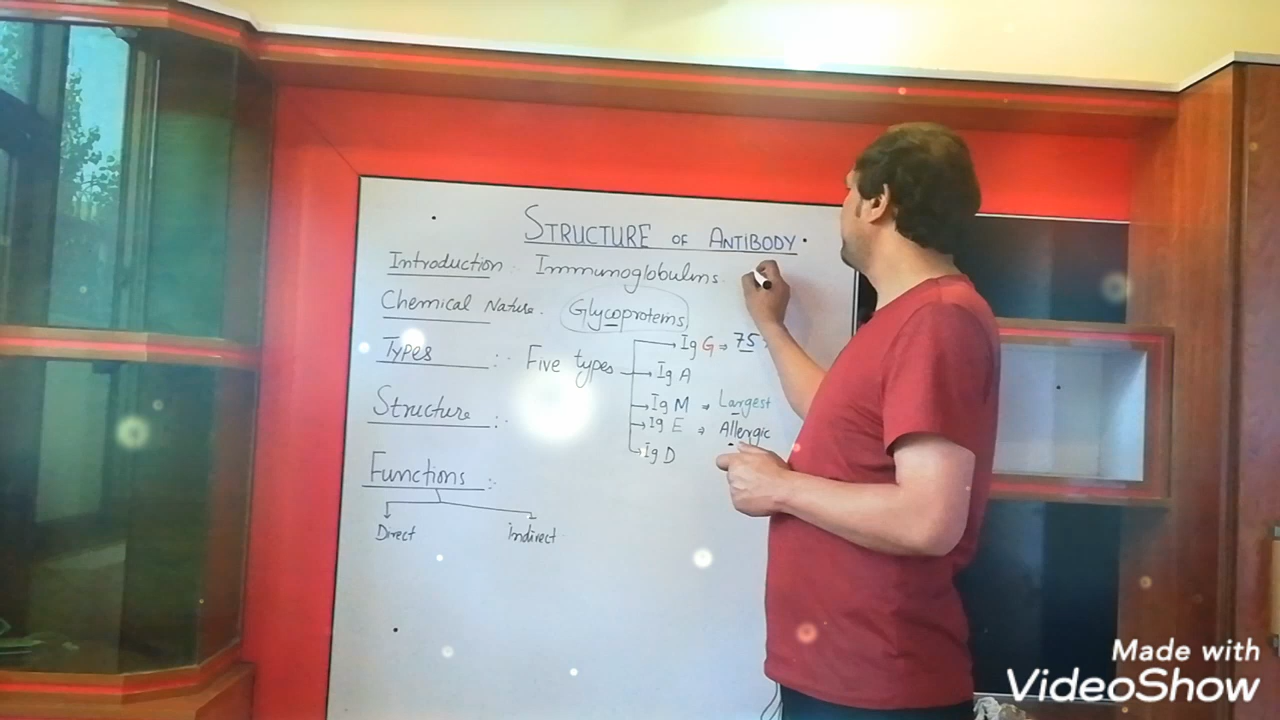 STRUCTURE OF ANTIBODY.
Introduction : Immunoglobulins.
Chemical Nature. Glycoproteins
Types :- Five types
Ig G ⇒ 75
Ig A
Ig M ⇒ Largest
Ig E ⇒ Allergic
Ig D
Structure :-
Functions :-
Direct Indirect
Made with
VideoShow